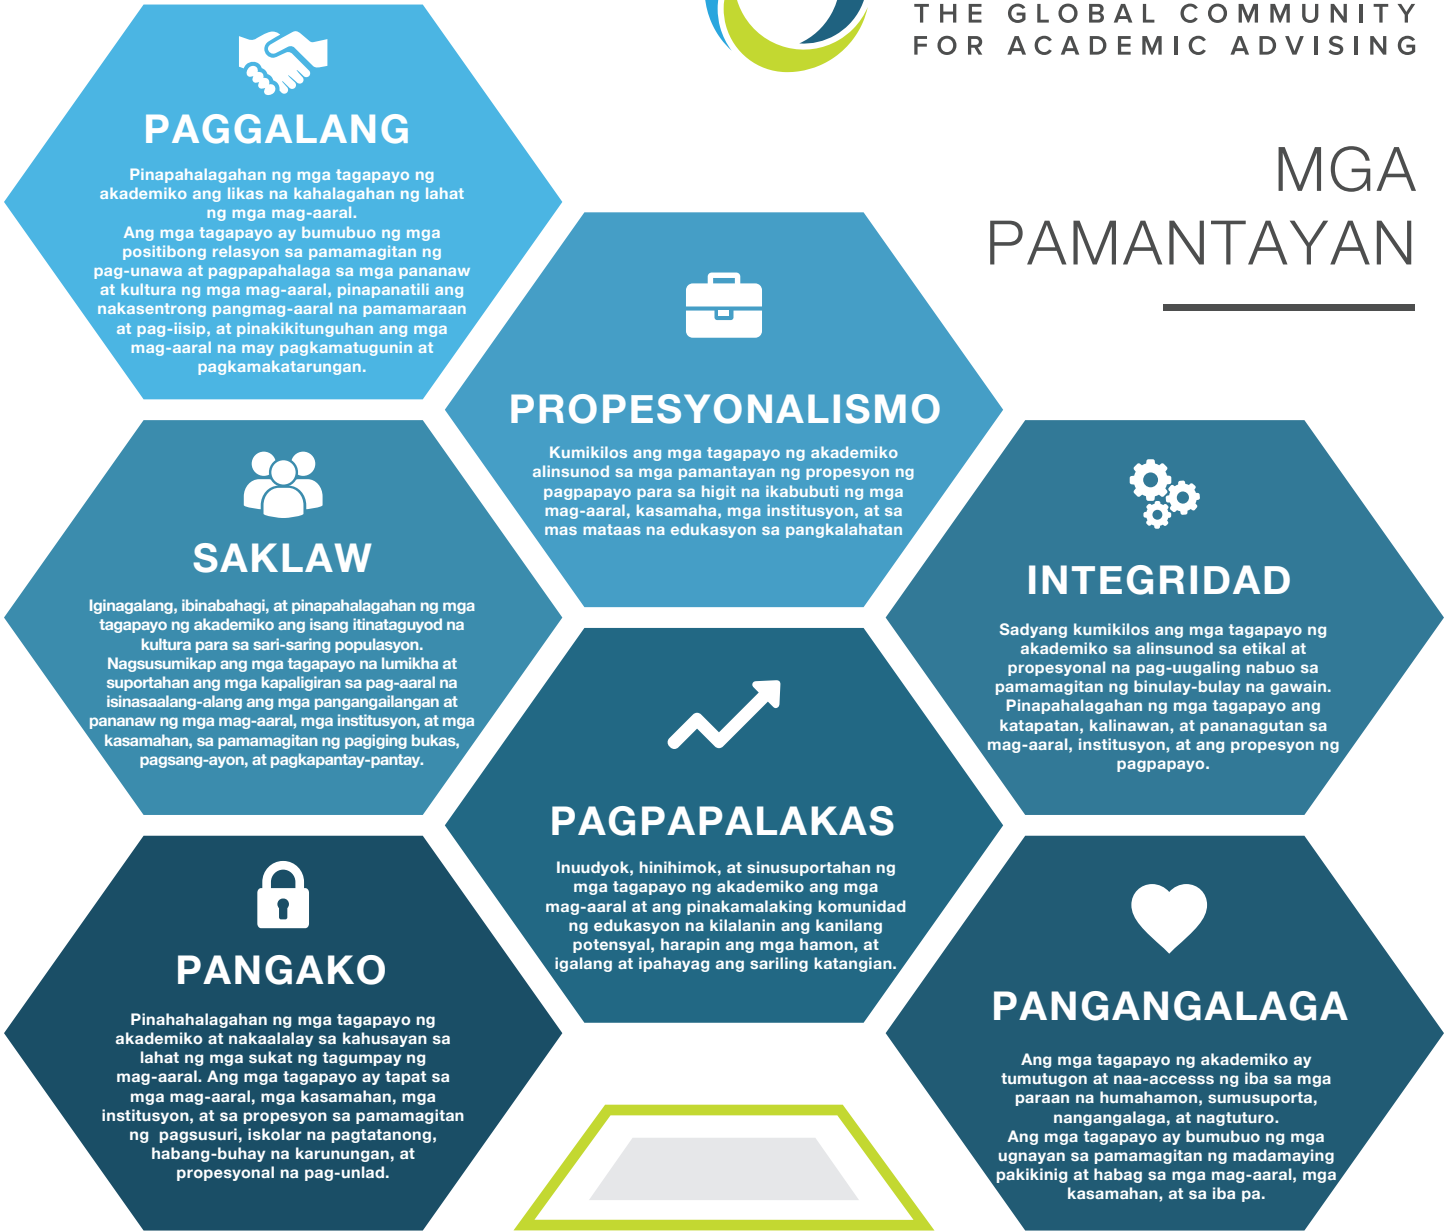 THE GLOBAL COMMUNITY
FOR ACADEMIC ADVISING
MGA
PAMANTAYAN
PAGGALANG
Pinapahalagahan ng mga tagapayo ng
akademiko ang likas na kahalagahan ng lahat
ng mga mag-aaral.
Ang mga tagapayo ay bumubuo ng mga
positibong relasyon sa pamamagitan ng
pag-unawa at pagpapahalaga sa mga pananaw
at kultura ng mga mag-aaral, pinapanatili ang
nakasentrong pangmag-aaral na pamamaraan
at pag-iisip, at pinakikitunguhan ang mga
mag-aaral na may pagkamatugunin at
pagkamakatarungan.
PROPESYONALISMO
Kumikilos ang mga tagapayo ng akademiko
alinsunod sa mga pamantayan ng propesyon ng
pagpapayo para sa higit na ikabubuti ng mga
mag-aaral, kasamaha, mga institusyon, at sa
mas mataas na edukasyon sa pangkalahatan
SAKLAW
Iginagalang, ibinabahagi, at pinapahalagahan ng mga
tagapayo ng akademiko ang isang itinataguyod na
kultura para sa sari-saring populasyon.
Nagsusumikap ang mga tagapayo na lumikha at
suportahan ang mga kapaligiran sa pag-aaral na
isinasaalang-alang ang mga pangangailangan at
pananaw ng mga mag-aaral, mga institusyon, at mga
kasamahan, sa pamamagitan ng pagiging bukas,
pagsang-ayon, at pagkapantay-pantay.
INTEGRIDAD
Sadyang kumikilos ang mga tagapayo ng
akademiko sa alinsunod sa etikal at
propesyonal na pag-uugaling nabuo sa
pamamagitan ng binulay-bulay na gawain.
Pinapahalagahan ng mga tagapayo ang
katapatan, kalinawan, at pananagutan sa
mag-aaral, institusyon, at ang propesyon ng
pagpapayo.
PAGPAPALAKAS
Inuudyok, hinihimok, at sinusuportahan ng
mga tagapayo ng akademiko ang mga
mag-aaral at ang pinakamalaking komunidad
ng edukasyon na kilalanin ang kanilang
potensyal, harapin ang mga hamon, at
igalang at ipahayag ang sariling katangian.
PANGAKO
Pinahahalagahan ng mga tagapayo ng
akademiko at nakaalalay sa kahusayan sa
lahat ng mga sukat ng tagumpay ng
mag-aaral. Ang mga tagapayo ay tapat sa
mga mag-aaral, mga kasamahan, mga
institusyon, at sa propesyon sa pamamagitan
ng pagsusuri, iskolar na pagtatanong,
habang-buhay na karunungan, at
propesyonal na pag-unlad.
PANGANGALAGA
Ang mga tagapayo ng akademiko ay
tumutugon at naa-accesss ng iba sa mga
paraan na humahamon, sumusuporta,
nangangalaga, at nagtuturo.
Ang mga tagapayo ay bumubuo ng mga
ugnayan sa pamamagitan ng madamaying
pakikinig at habag sa mga mag-aaral, mga
kasamahan, at sa iba pa.